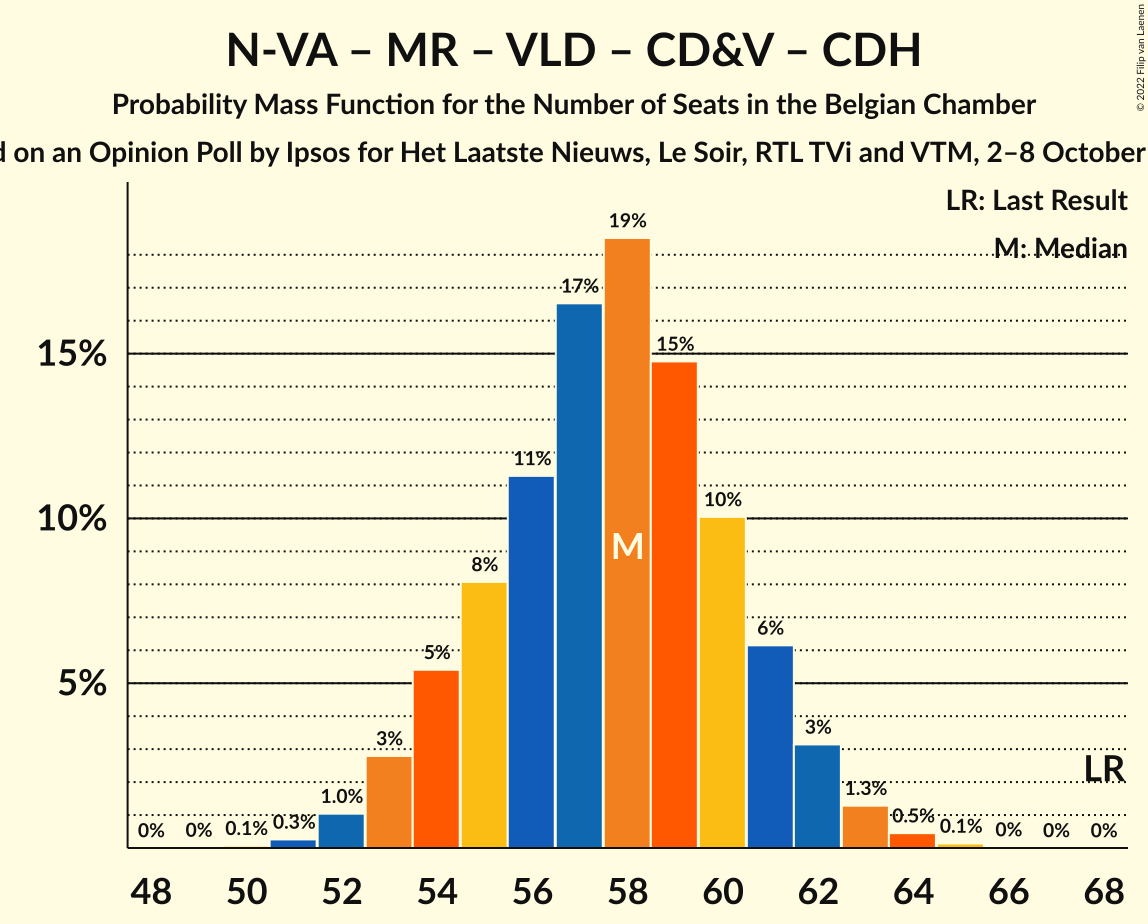 N-VA – MR – VLD – CD&V – CDH
Probability Mass Function for the Number of Seats in the Belgian Chamber
on an Opinion Poll by Ipsos for Het Laatste Nieuws, Le Soir, RTL TVi and VTM, 2–8 October
© 2022 Filip van Laenen
LR: Last Result
M: Median
19%
17%
15%
15%
11%
10%
10%
M
8%
6%
5%
5%
3%
3%
LR
1.0%
1.3%
0%
0%
0.1%
0.3%
0.5%
0.1%
0%
0%
0%
48 50 52 54 56 58 60 62 64 66 68